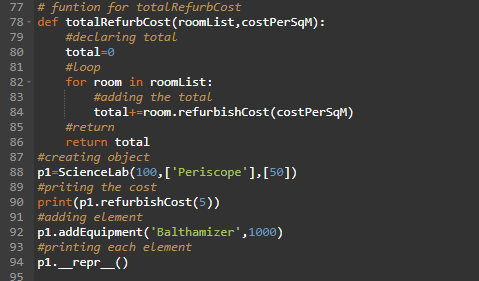 77 # funtion for totalRefurbCost
78 def totalRefurbCost(roomList,costPerSqM):
79 #declaring total
80 total=0
81 #loop
82 for room in roomList:
83 #adding the total
84 total+=room.refurbishCost(costPerSqM)
85 #return
86 return total
87 #creating object
88 p1=ScienceLab(100,['Periscope'],[50])
89 #priting the cost
90 print(p1.refurbishCost(5))
91 #adding element
92 p1.addEquipment('Balthamizer',1000)
93 #printing each element
94 p1.__repr__()
95